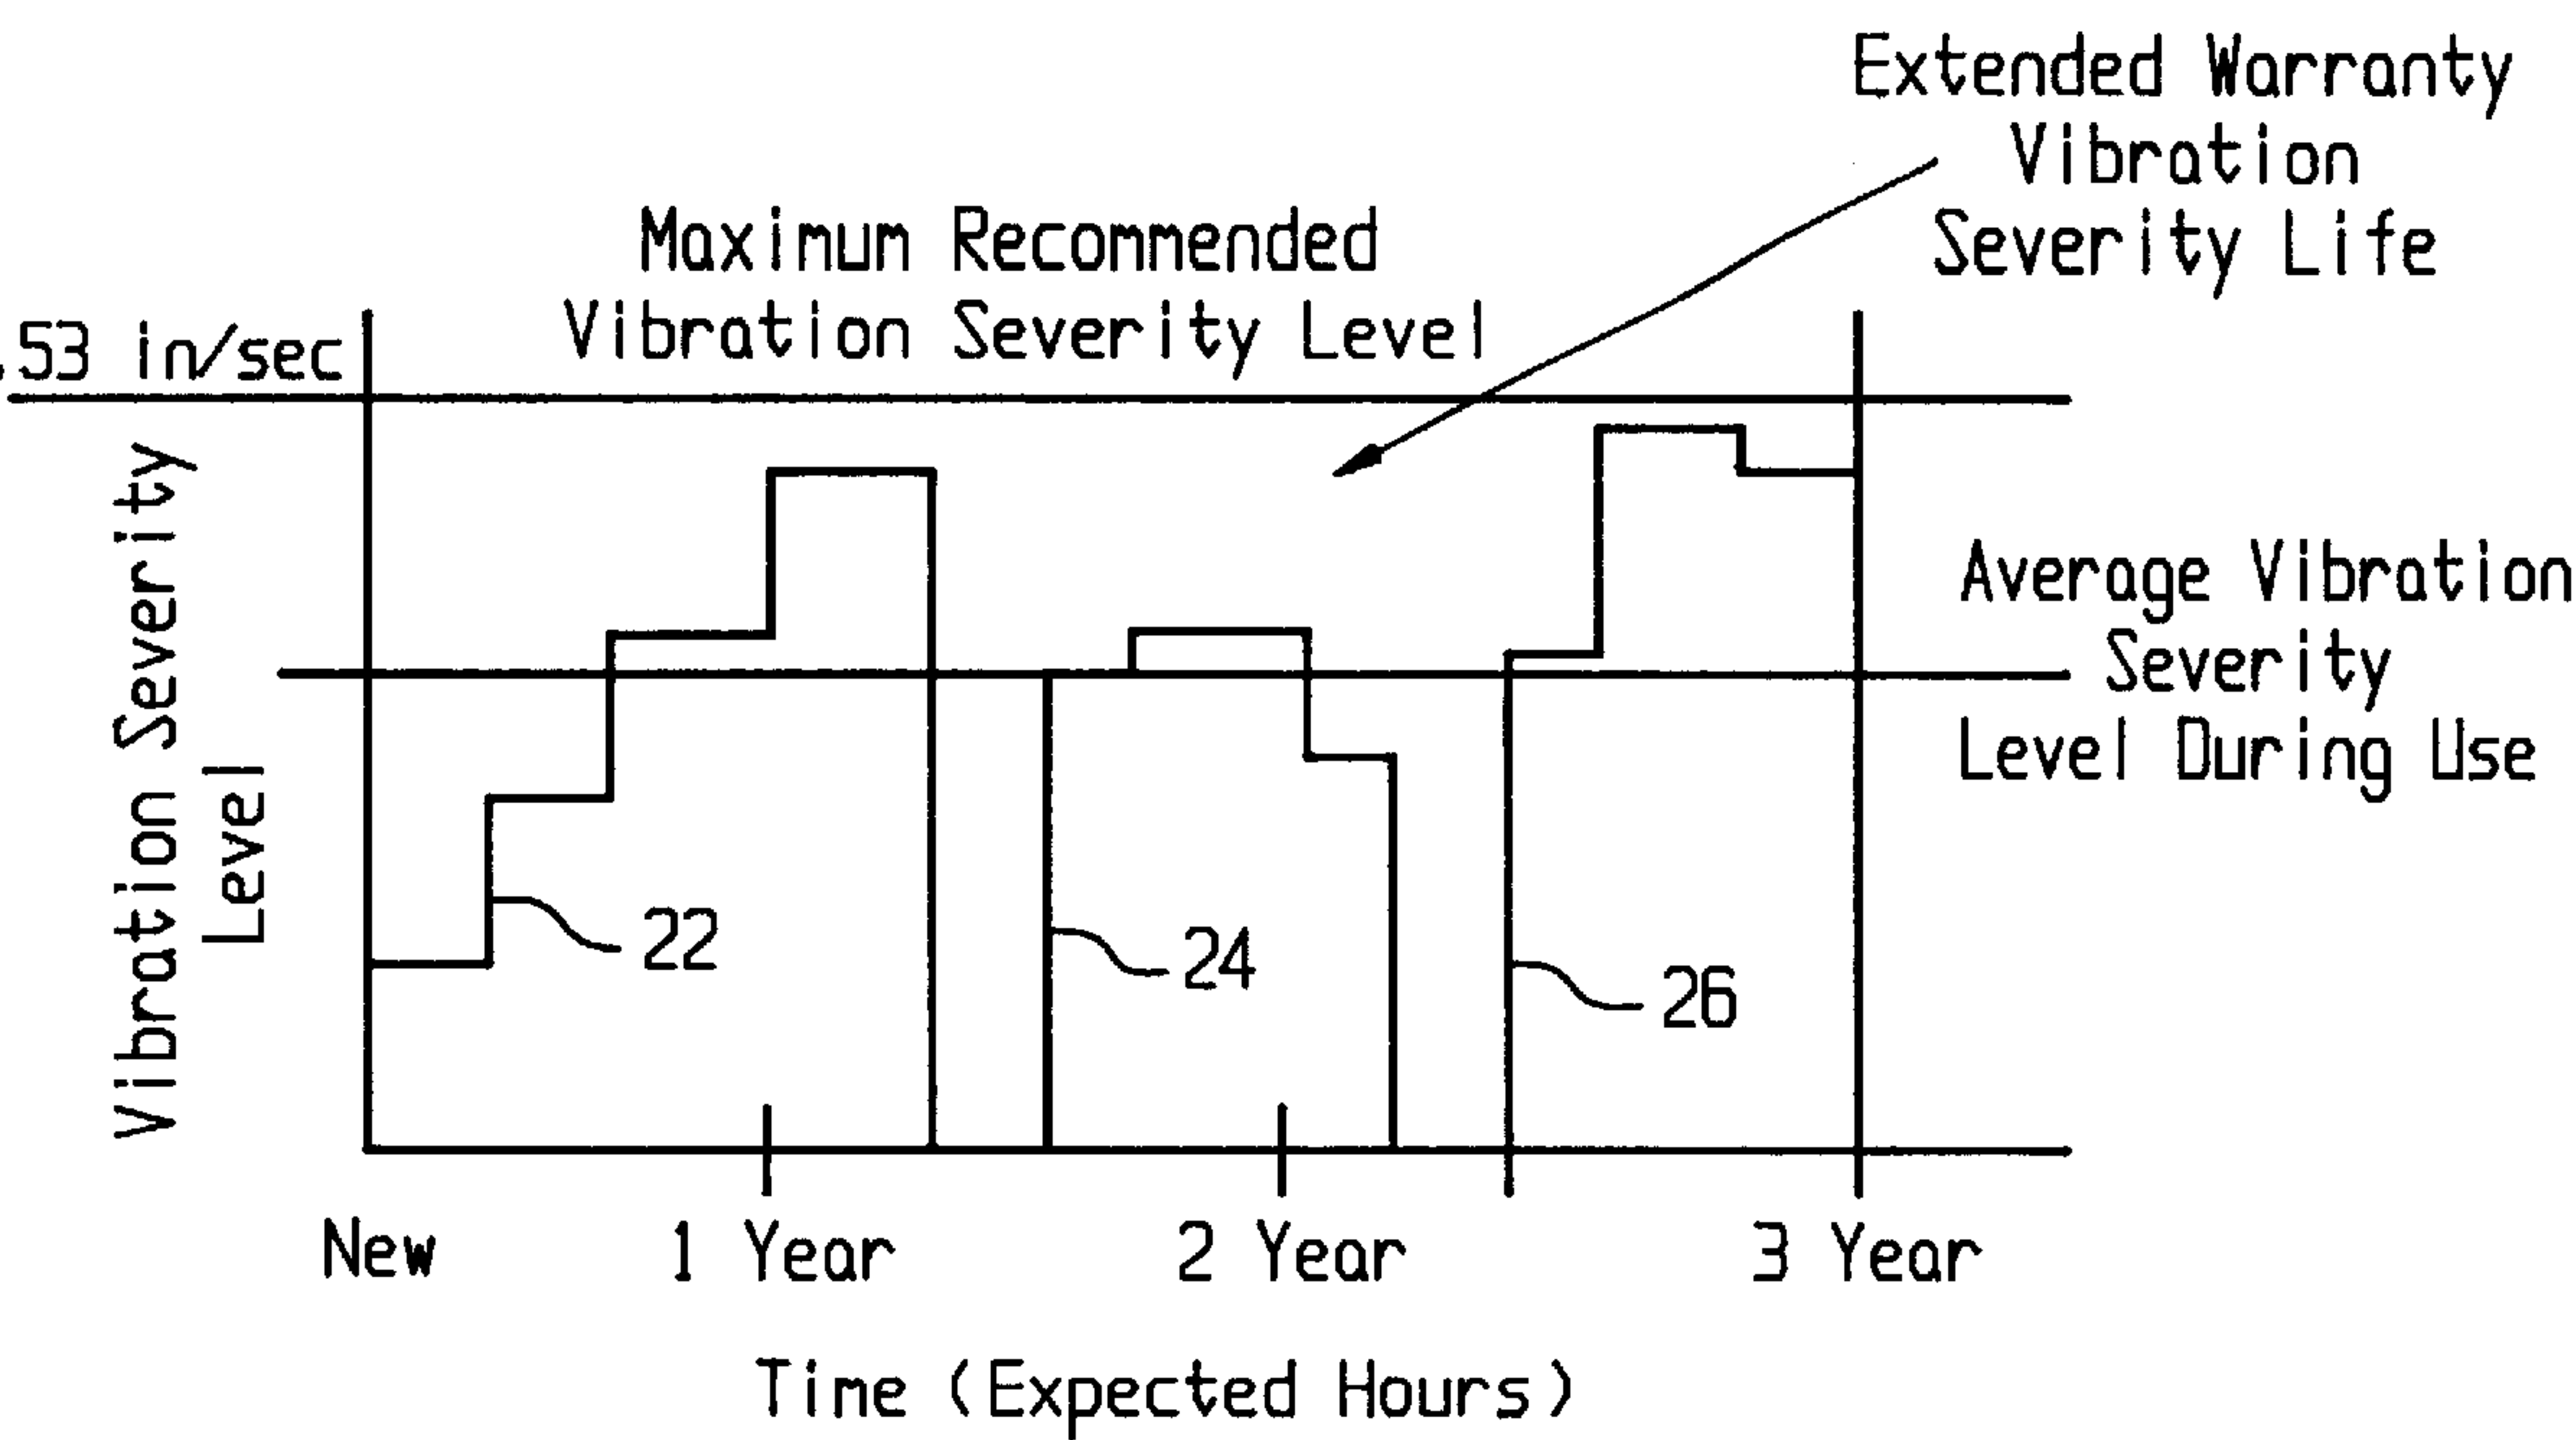 Extended Warranty
Vibration
Severity Life
Maximum Recommended
Vibration Severity Level
.53 in/sec
Vibration Severity
Level
Average Vibration
Severity
Level During Use
22
24
26
New
1 Year
2 Year
3 Year
Time (Expected Hours)